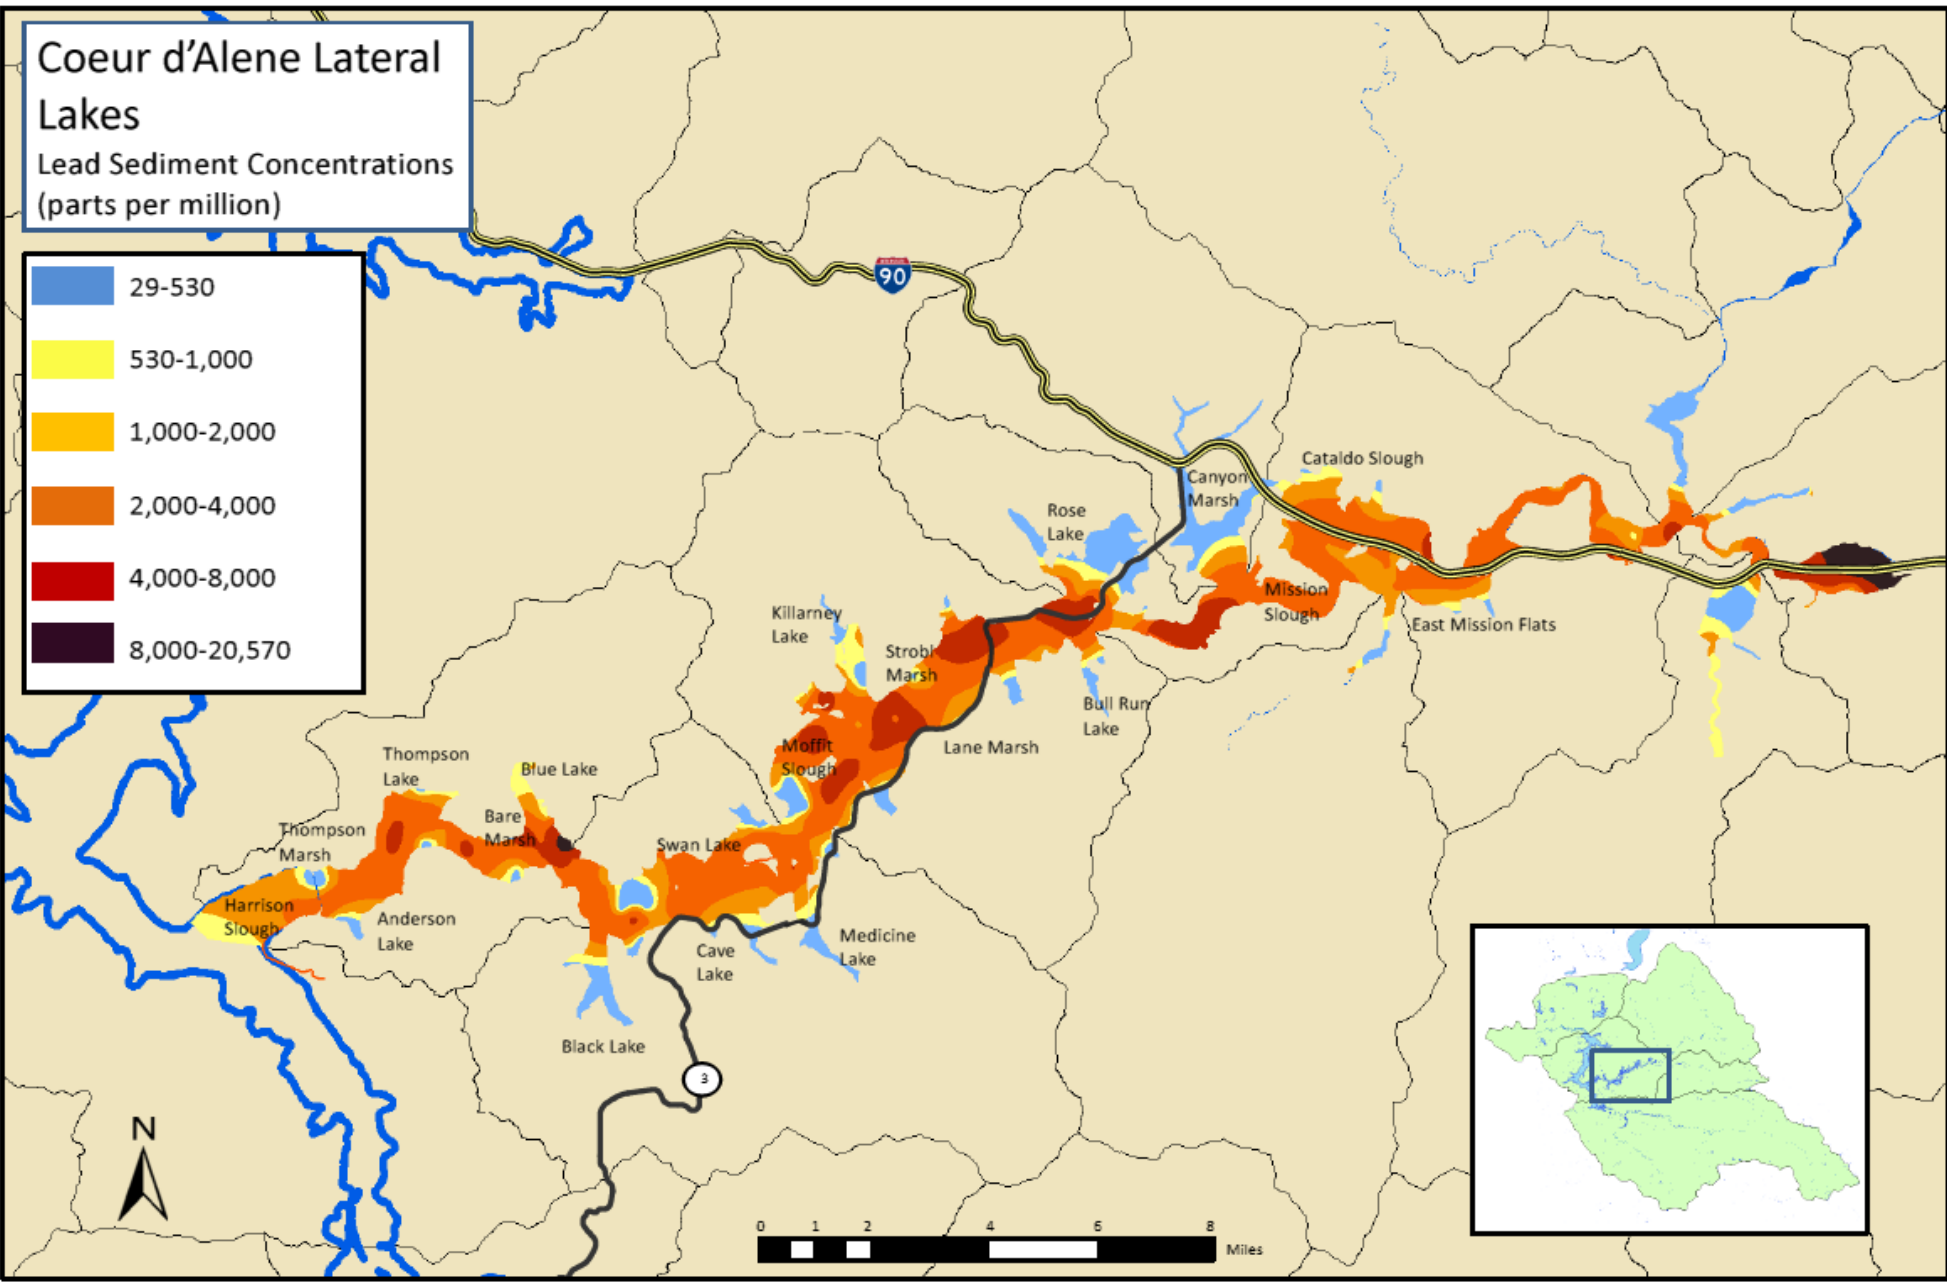 Coeur d'Alene Lateral
Lakes
Lead Sediment Concentrations
(parts per million)
29-530
530-1,000
1,000-2,000
2,000-4,000
4,000-8,000
8,000-20,570
90
Cataldo Slough
Canyon
Marsh
Rose
Lake
Mission
Slough
East Mission Flats
Killarney
Lake
Strobl
Marsh
Bull Run
Lake
Lane Marsh
Moffit
Slough
Thompson
Lake
Blue Lake
Bare
Marsh
Thompson
Marsh
Swan Lake
Harrison
Slough
Anderson
Lake
Cave
Lake
Medicine
Lake
Black Lake
3
N
0 1 2 4 6 8
Miles